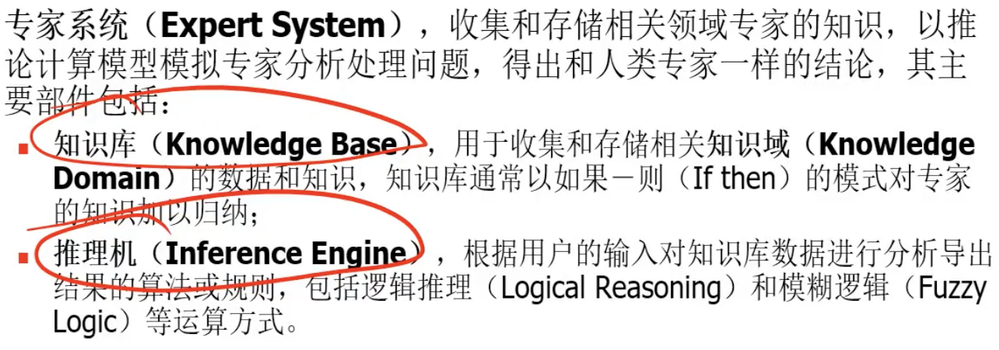 专家系统（Expert System），收集和存储相关领域专家的知识，以推
论计算模型模拟专家分析处理问题，得出和人类专家一样的结论，其主
要部件包括：
■ 知识库（Knowledge Base），用于收集和存储相关知识域（Knowledge
Domain）的数据和知识，知识库通常以如果－则（If then）的模式对专家
的知识加以归纳；
■ 推理机（Inference Engine），根据用户的输入对知识库数据进行分析导出
结果的算法或规则，包括逻辑推理（Logical Reasoning）和模糊逻辑（Fuzzy
Logic）等运算方式。